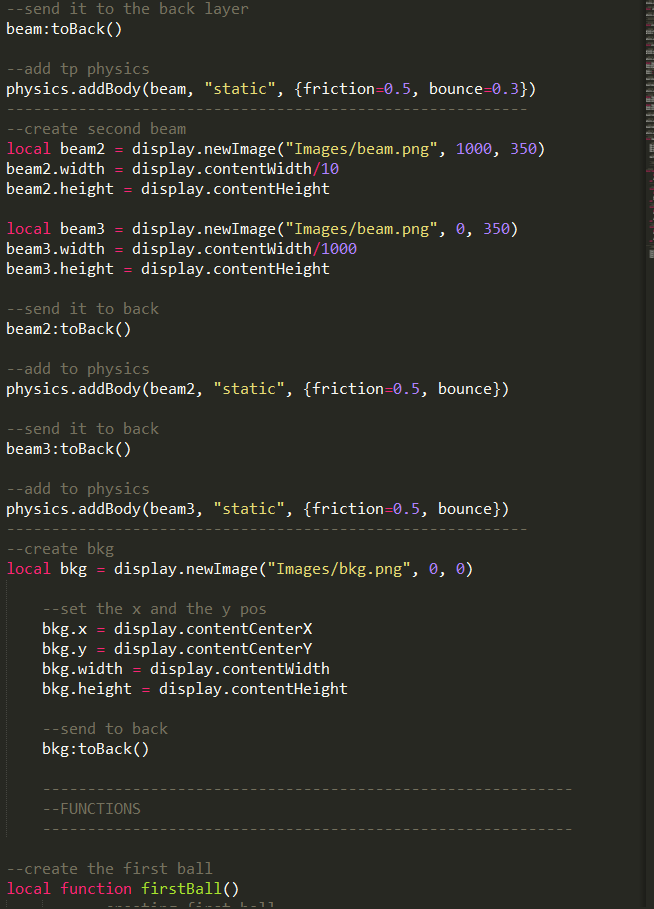 --send it to the back layer
beam:toBack()
--add tp physics
physics.addBody(beam, "static", {friction=0.5, bounce=0.3})
----------------------------------------------------------
--create second beam
local beam2 = display.newImage("Images/beam.png", 1000, 350)
beam2.width = display.contentWidth/10
beam2.height = display.contentHeight
local beam3 = display.newImage("Images/beam.png", 0, 350)
beam3.width = display.contentWidth/1000
beam3.height = display.contentHeight
--send it to back
beam2:toBack()
--add to physics
physics.addBody(beam2, "static", {friction=0.5, bounce})
--send it to back
beam3:toBack()
--add to physics
physics.addBody(beam3, "static", {friction=0.5, bounce})
----------------------------------------------------------
--create bkg
local bkg = display.newImage("Images/bkg.png", 0, 0)
--set the x and the y pos
bkg.x = display.contentCenterX
bkg.y = display.contentCenterY
bkg.width = display.contentWidth
bkg.height = display.contentHeight
--send to back
bkg:toBack()
-----------------------------------------------------------
--FUNCTIONS
-----------------------------------------------------------
--create the first ball
local function firstBall()